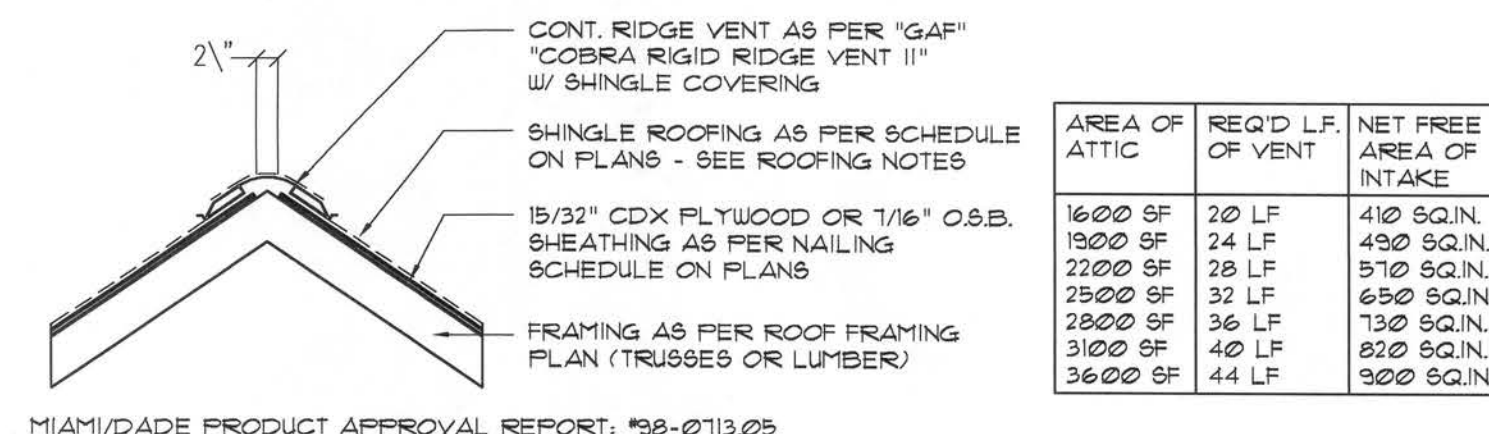 2\"
CONT. RIDGE VENT AS PER "GAF"
"COBRA RIGID RIDGE VENT II"
W/ SHINGLE COVERING
SHINGLE ROOFING AS PER SCHEDULE
ON PLANS - SEE ROOFING NOTES
15/32" CDX PLYWOOD OR 7/16" O.S.B.
SHEATHING AS PER NAILING
SCHEDULE ON PLANS
FRAMING AS PER ROOF FRAMING
PLAN (TRUSSES OR LUMBER)
AREA OF ATTIC REQ'D L.F. OF VENT NET FREE AREA OF INTAKE
1600 SF 20 LF 410 SQ.IN.
1900 SF 24 LF 490 SQ.IN.
2200 SF 28 LF 570 SQ.IN.
2500 SF 32 LF 650 SQ.IN
2800 SF 36 LF 730 SQ.IN.
3100 SF 40 LF 820 SQ.IN.
3600 SF 44 LF 900 SQ.IN
MIAMI/DADE PRODUCT APPROVAL REPORT: #98-0713.05